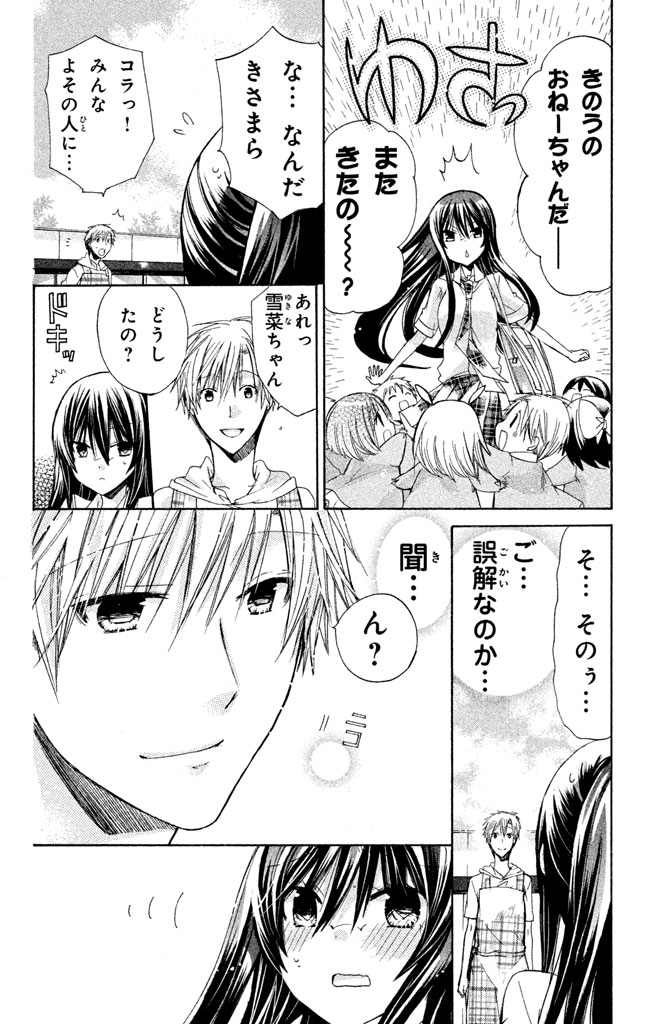 きのうの
おねーちゃんだ──
ゆさっ
また
きたの～～？
な…なんだ
きさまら
コラっ！
みんな
よその人に…
あれっ
雪菜ちゃん
どうし
たの？
ドキッ
そ…そのぅ…
ご…
誤解なのか…
聞…
ん？
ニコ